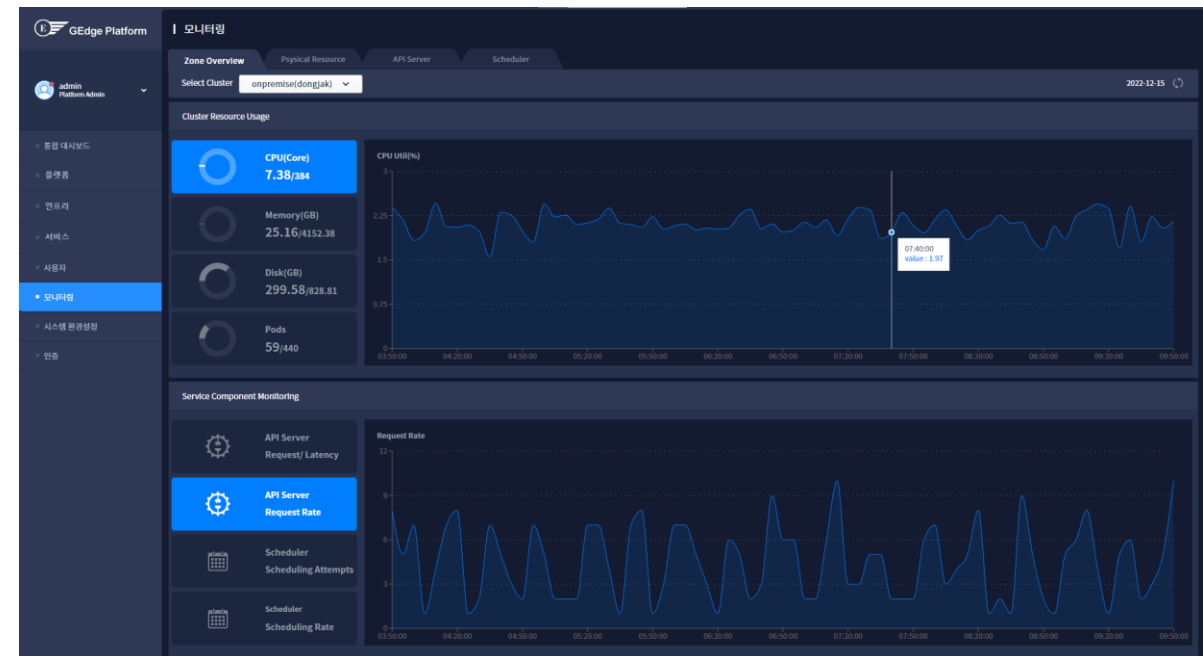 E GEdge Platform
admin
Platform Admin
통합 대시보드
플랫폼
인프라
서비스
사용자
모니터링
시스템 환경설정
인증
모니터링
Zone Overview Psysical Resource API Server Scheduler
Select Cluster onpremise(dongjak) 2022-12-15
Cluster Resource Usage
CPU(Core)
7.38/384
Memory(GB)
25.16/4152.38
Disk(GB)
299.58/828.81
Pods
59/440
CPU Util(%)
3
2.25
1.5
0.75
0
07:40:00
value : 1.97
03:50:00 04:20:00 04:50:00 05:20:00 05:50:00 06:20:00 06:50:00 07:20:00 07:50:00 08:20:00 08:50:00 09:20:00 09:50:00
Service Component Monitoring
API Server
Request/ Latency
API Server
Request Rate
Scheduler
Scheduling Attempts
Scheduler
Scheduling Rate
Request Rate
12
9
6
3
0
03:50:00 04:20:00 04:50:00 05:20:00 05:50:00 06:20:00 06:50:00 07:20:00 07:50:00 08:20:00 08:50:00 09:20:00 09:50:00